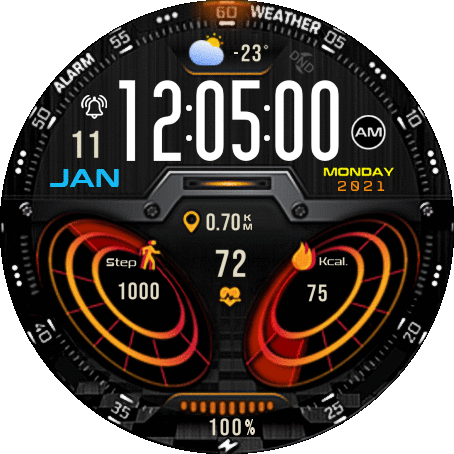 60
55 WEATHER 05
ALARM -23°
DND
50 10
12:05:00 AM
11
JAN MONDAY
2021
0.70 KM
Step 72 Kcal.
1000 75
40 20
35 25
100%